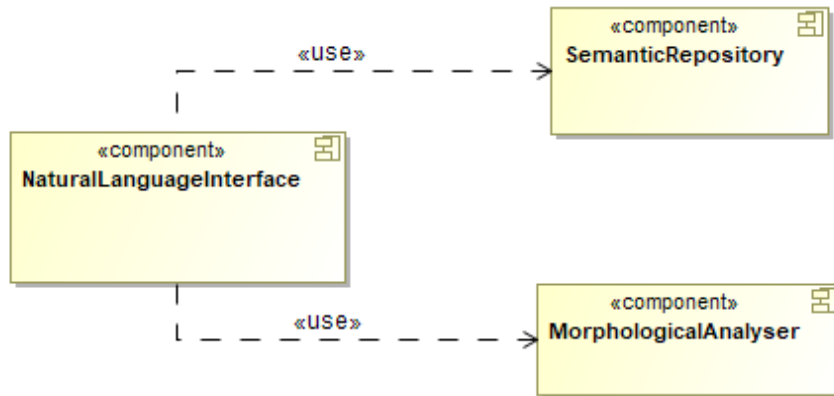 «component»
SemanticRepository
«use»
«component»
NaturalLanguageInterface
«use»
«component»
MorphologicalAnalyser